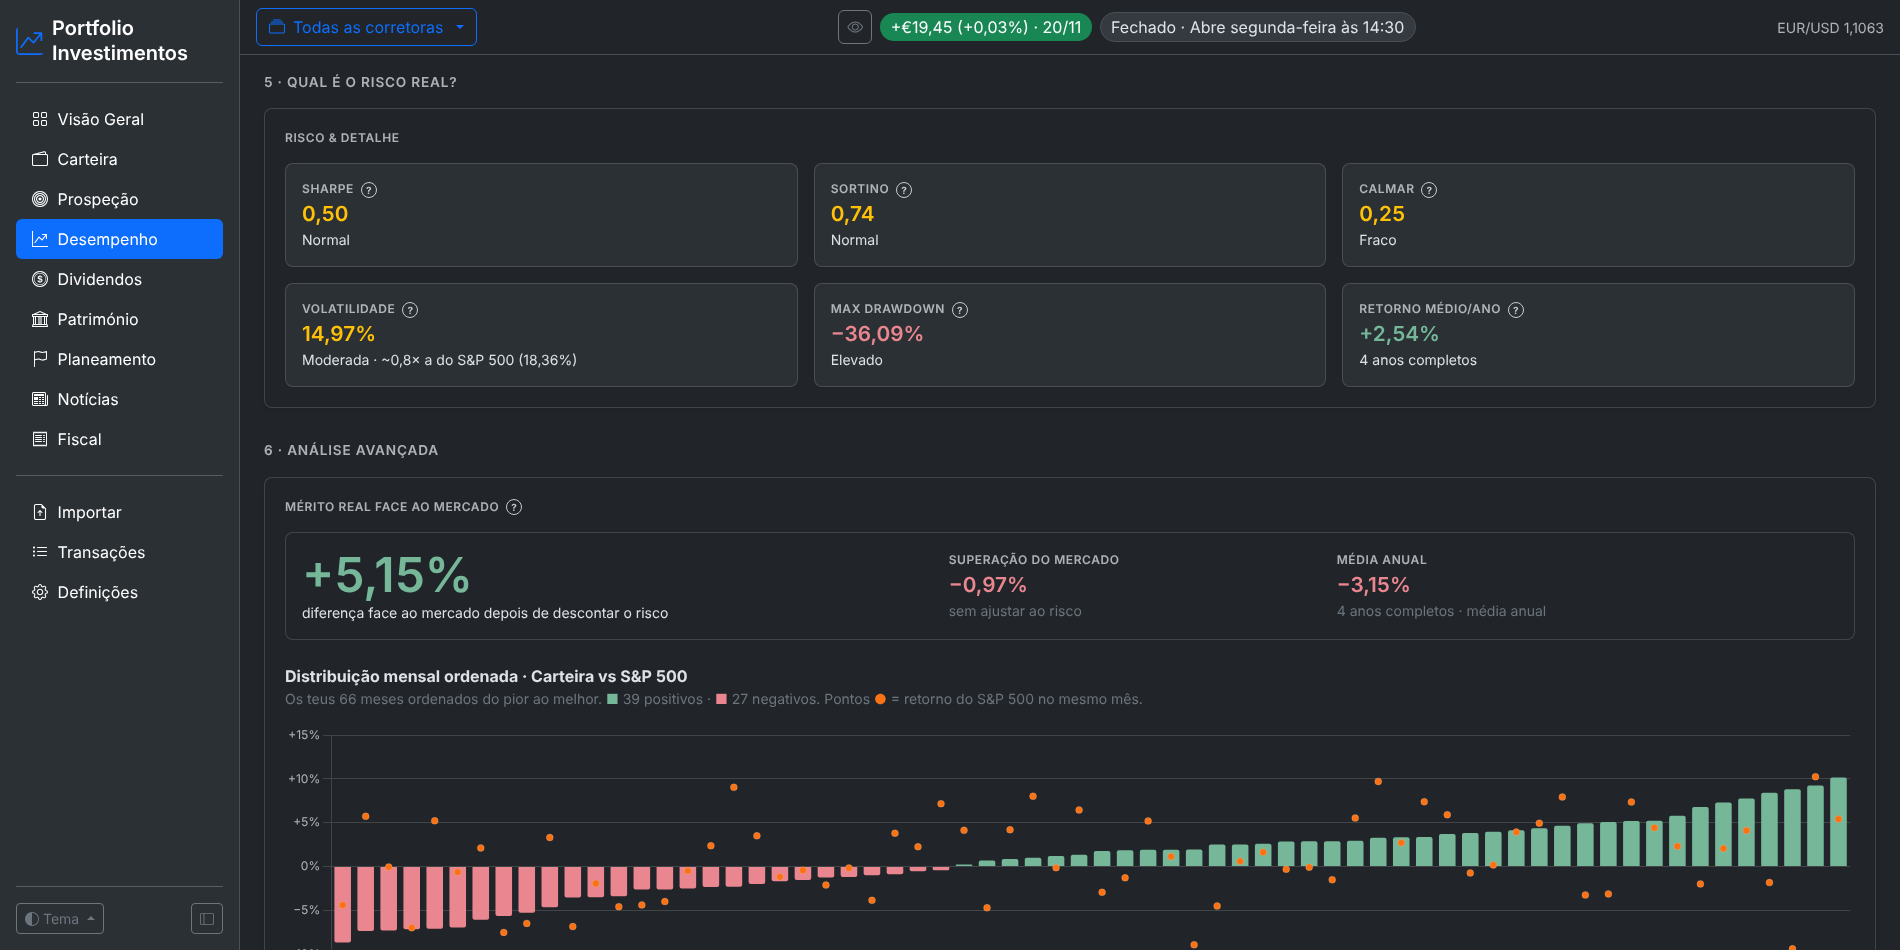 Portfolio
Investimentos
Visão Geral
Carteira
Prospeção
Desempenho
Dividendos
Património
Planeamento
Notícias
Fiscal
Importar
Transações
Definições
Tema
Todas as corretoras
+€19,45 (+0,03%) · 20/11
Fechado · Abre segunda-feira às 14:30
EUR/USD 1,1063
5 · QUAL É O RISCO REAL?
RISCO & DETALHE
SHARPE ?
0,50
Normal
SORTINO ?
0,74
Normal
CALMAR ?
0,25
Fraco
VOLATILIDADE ?
14,97%
Moderada · ~0,8× a do S&P 500 (18,36%)
MAX DRAWDOWN ?
−36,09%
Elevado
RETORNO MÉDIO/ANO ?
+2,54%
4 anos completos
6 · ANÁLISE AVANÇADA
MÉRITO REAL FACE AO MERCADO ?
+5,15%
diferença face ao mercado depois de descontar o risco
SUPERAÇÃO DO MERCADO
−0,97%
sem ajustar ao risco
MÉDIA ANUAL
−3,15%
4 anos completos · média anual
Distribuição mensal ordenada · Carteira vs S&P 500
Os teus 66 meses ordenados do pior ao melhor. 39 positivos · 27 negativos. Pontos = retorno do S&P 500 no mesmo mês.
+15%
+10%
+5%
0%
−5%